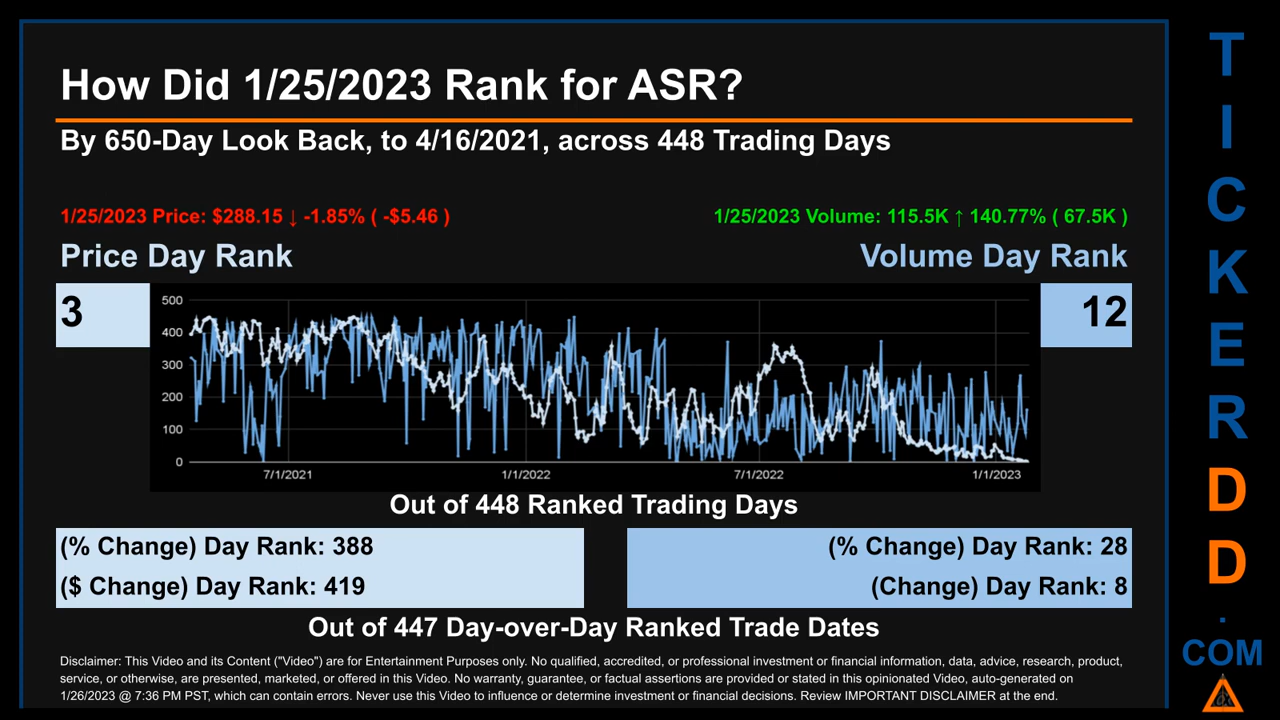 How Did 1/25/2023 Rank for ASR?
By 650-Day Look Back, to 4/16/2021, across 448 Trading Days
1/25/2023 Price: $288.15 ↓ -1.85% ( -$5.46 )
1/25/2023 Volume: 115.5K ↑ 140.77% ( 67.5K )
Price Day Rank
Volume Day Rank
3
12
500
400
300
200
100
0
7/1/2021
1/1/2022
7/1/2022
1/1/2023
Out of 448 Ranked Trading Days
(% Change) Day Rank: 388
($ Change) Day Rank: 419
(% Change) Day Rank: 28
(Change) Day Rank: 8
Out of 447 Day-over-Day Ranked Trade Dates
Disclaimer: This Video and its Content ("Video") are for Entertainment Purposes only. No qualified, accredited, or professional investment or financial information, data, advice, research, product,
service, or otherwise, are presented, marketed, or offered in this Video. No warranty, guarantee, or factual assertions are provided or stated in this opinionated Video, auto-generated on
1/26/2023 @ 7:36 PM PST, which can contain errors. Never use this Video to influence or determine investment or financial decisions. Review IMPORTANT DISCLAIMER at the end.
T
I
C
K
E
R
D
D
.
COM